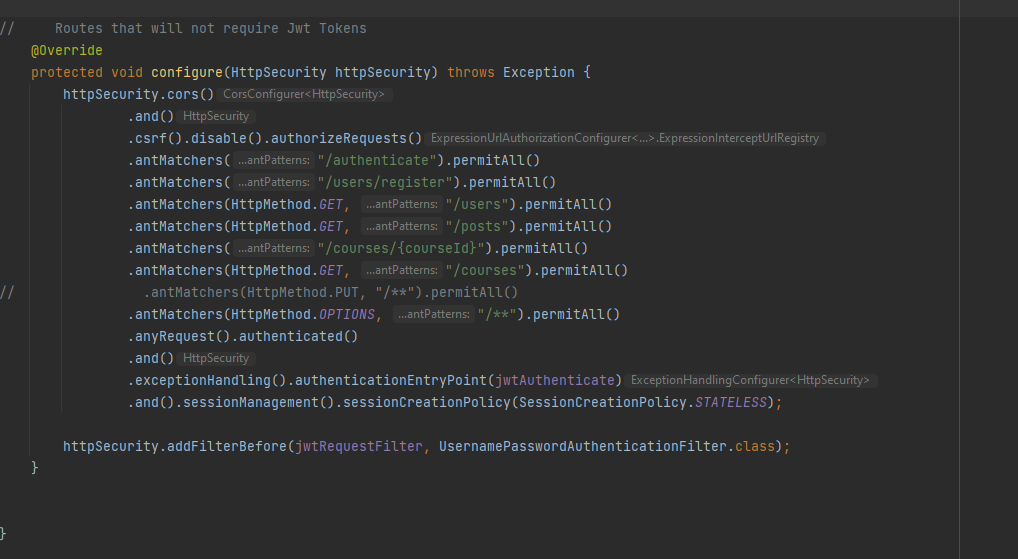 //     Routes that will not require Jwt Tokens
@Override
protected void configure(HttpSecurity httpSecurity) throws Exception {
httpSecurity.cors() CorsConfigurer<HttpSecurity>
.and() HttpSecurity
.csrf().disable().authorizeRequests() ExpressionUrlAuthorizationConfigurer<...>.ExpressionInterceptUrlRegistry
.antMatchers( ...antPatterns: "/authenticate").permitAll()
.antMatchers( ...antPatterns: "/users/register").permitAll()
.antMatchers(HttpMethod.GET, ...antPatterns: "/users").permitAll()
.antMatchers(HttpMethod.GET, ...antPatterns: "/posts").permitAll()
.antMatchers( ...antPatterns: "/courses/{courseId}").permitAll()
.antMatchers(HttpMethod.GET, ...antPatterns: "/courses").permitAll()
//                .antMatchers(HttpMethod.PUT, "/**").permitAll()
.antMatchers(HttpMethod.OPTIONS, ...antPatterns: "/**").permitAll()
.anyRequest().authenticated()
.and() HttpSecurity
.exceptionHandling().authenticationEntryPoint(jwtAuthenticate) ExceptionHandlingConfigurer<HttpSecurity>
.and().sessionManagement().sessionCreationPolicy(SessionCreationPolicy.STATELESS);
httpSecurity.addFilterBefore(jwtRequestFilter, UsernamePasswordAuthenticationFilter.class);
}
}